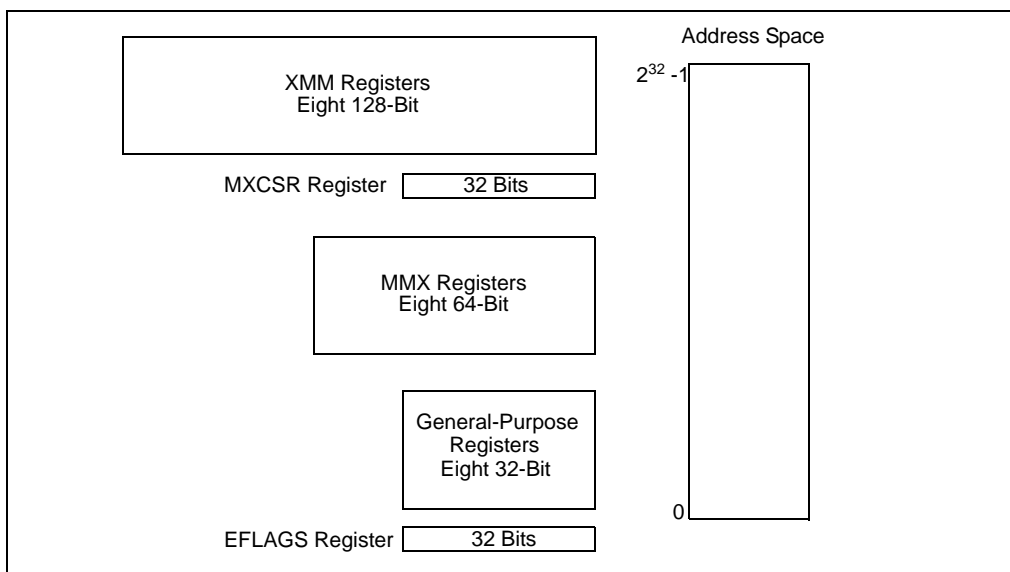 Address Space
2³² -1
XMM Registers
Eight 128-Bit
MXCSR Register
32 Bits
MMX Registers
Eight 64-Bit
General-Purpose
Registers
Eight 32-Bit
0
EFLAGS Register
32 Bits